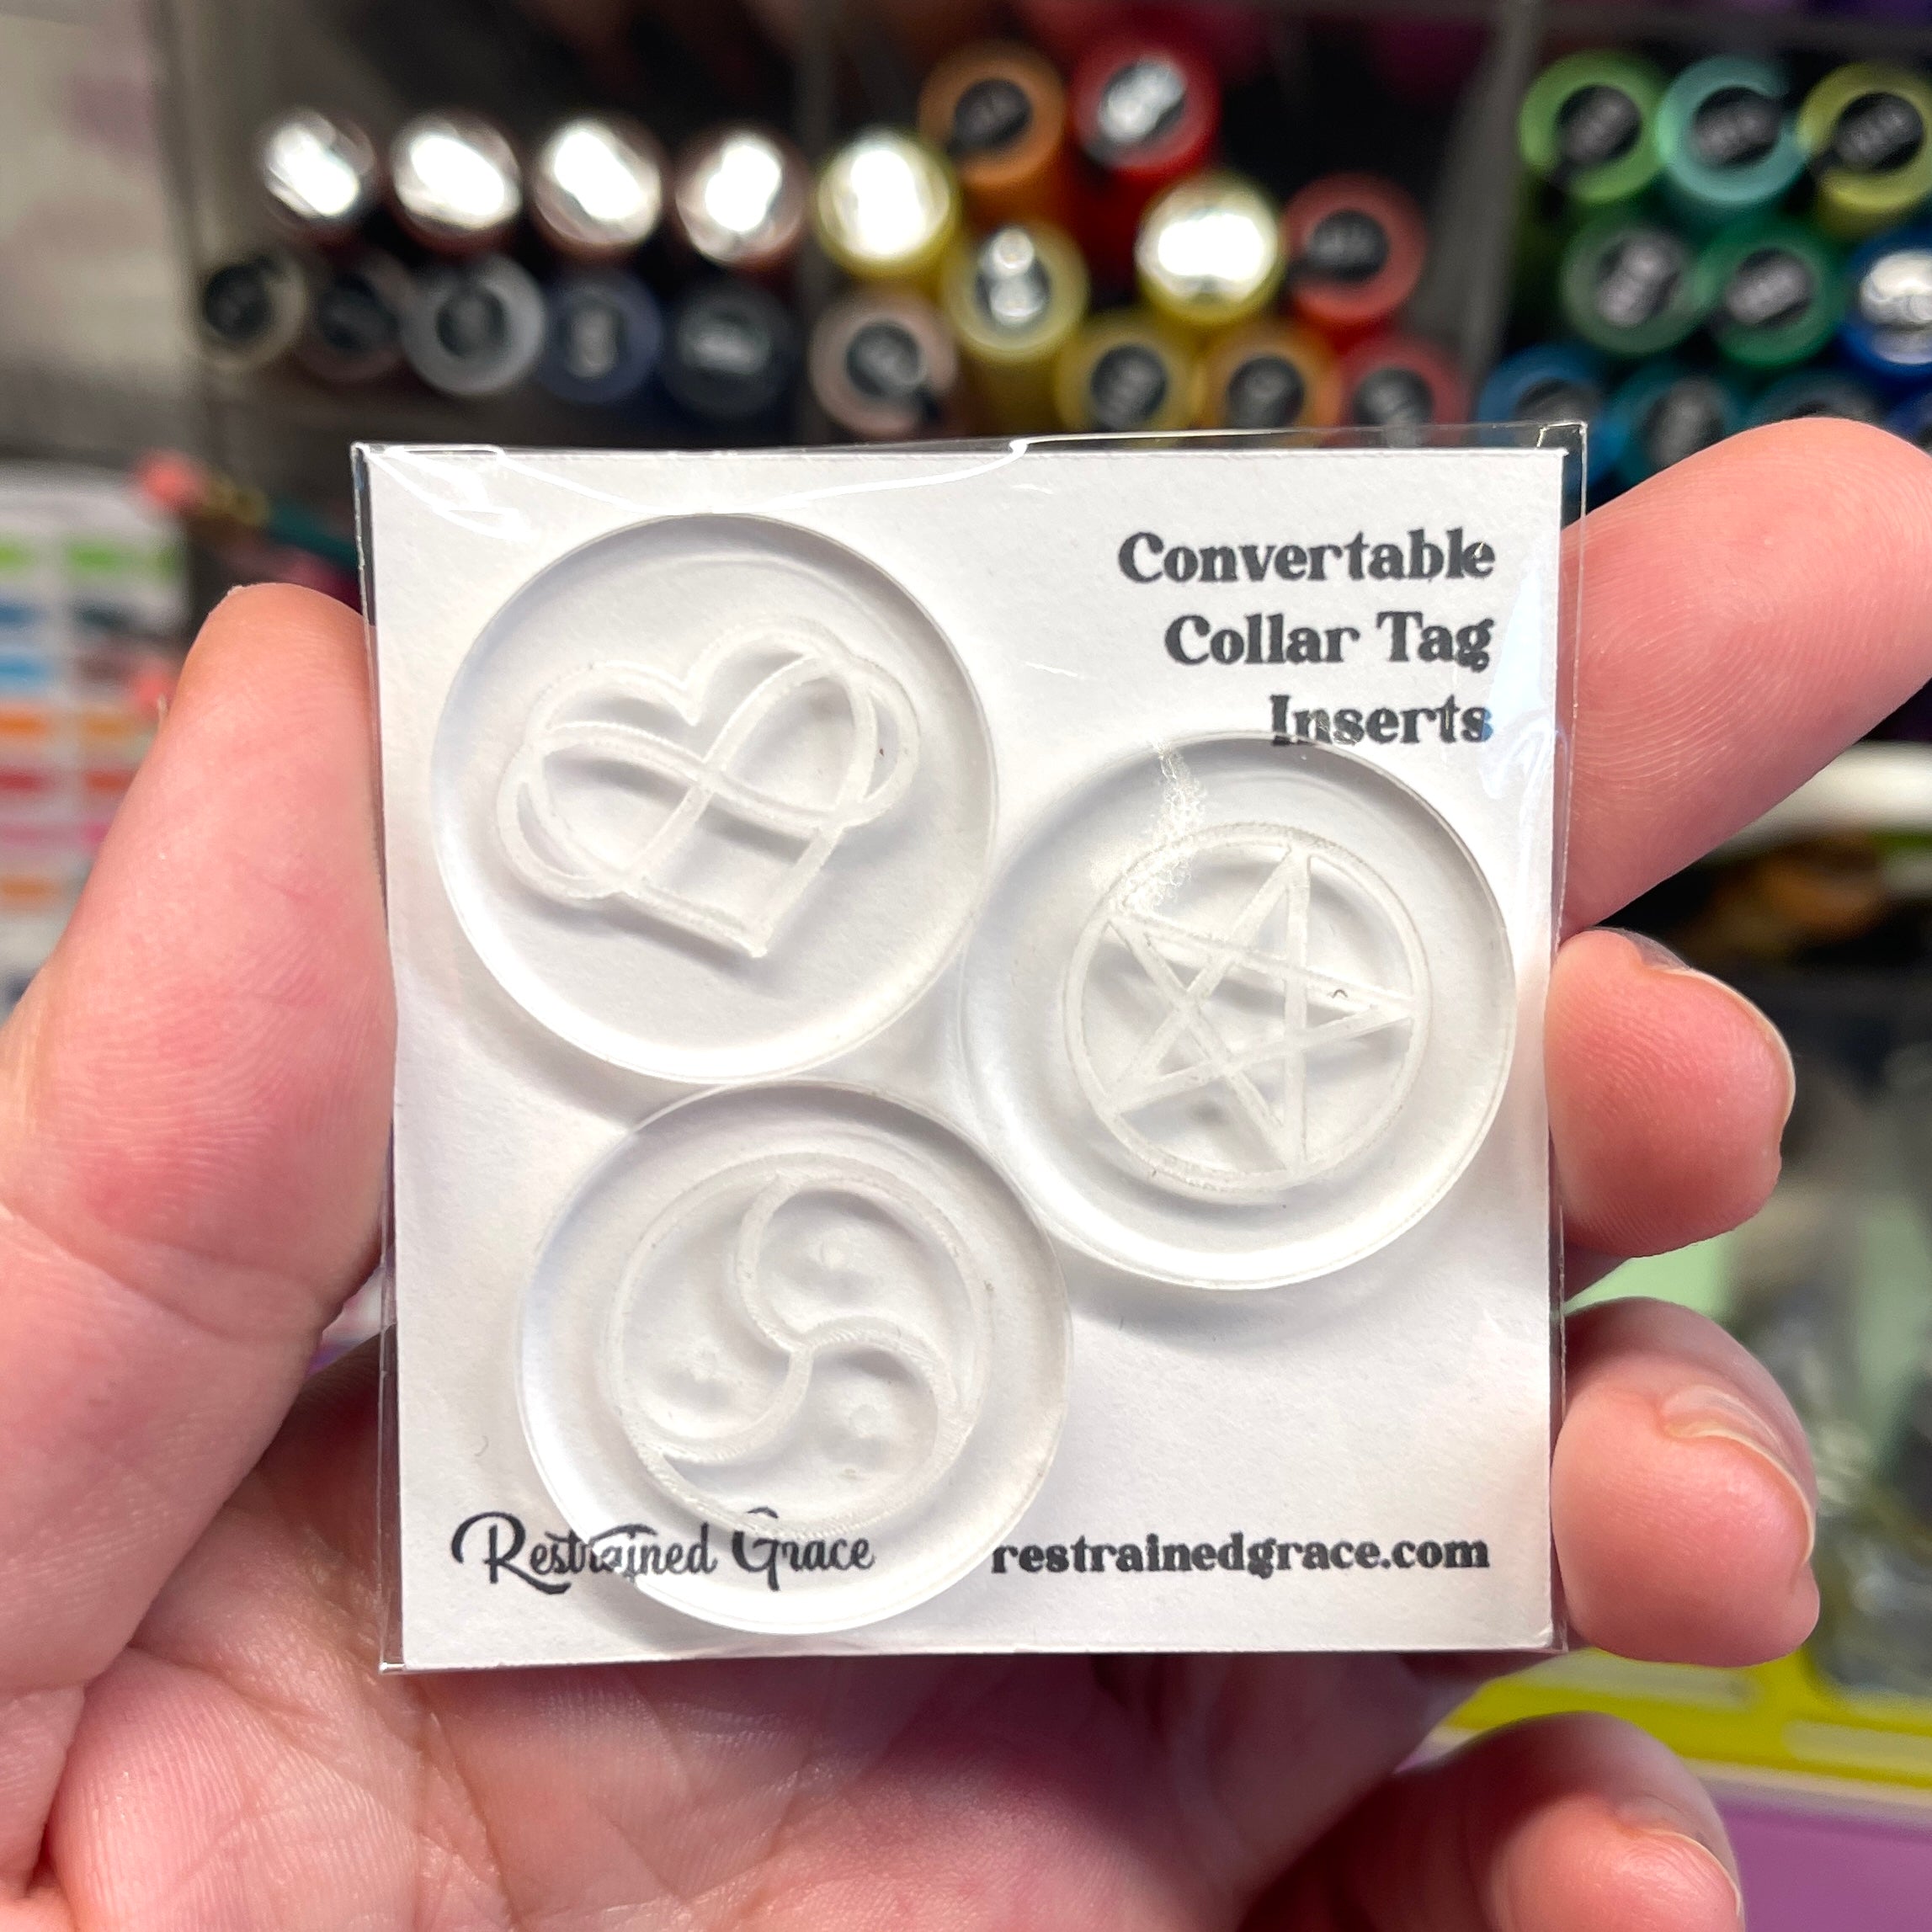 Convertable
Collar Tag
Inserts
Restrained Grace
restrainedgrace.com